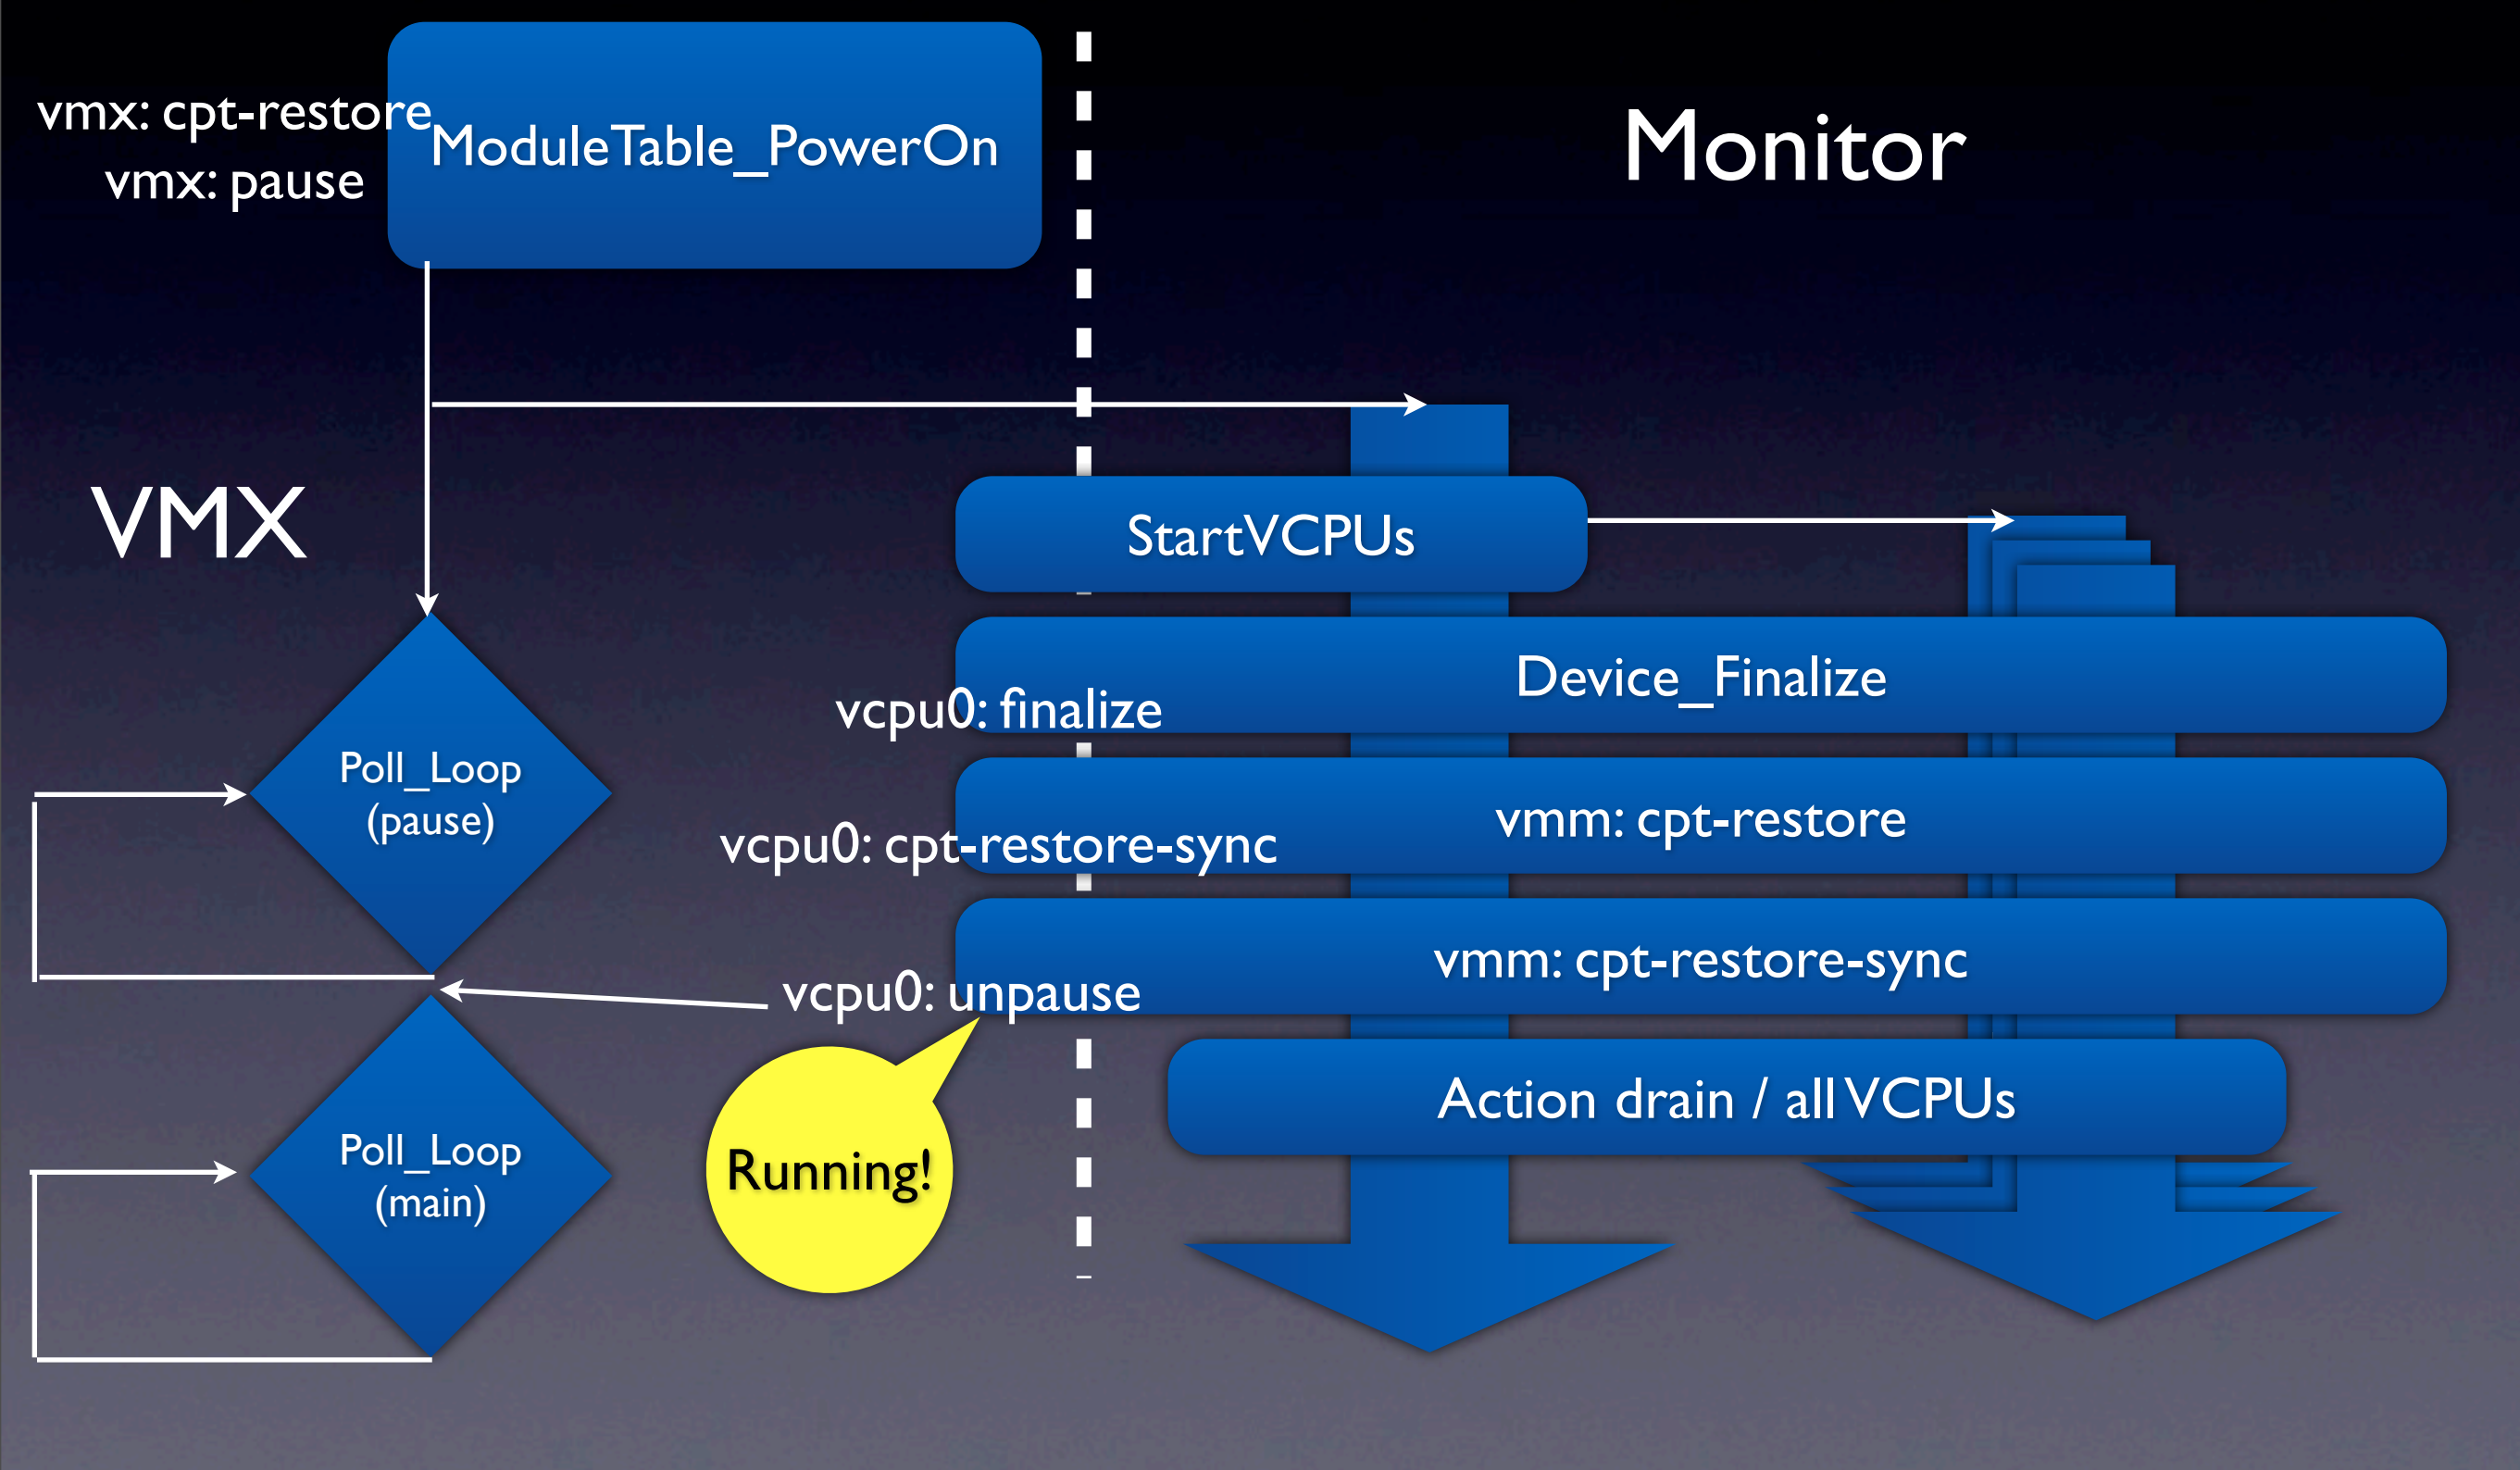 vmx: cpt-restore
vmx: pause
ModuleTable_PowerOn
Monitor
VMX
StartVCPUs
Device_Finalize
vcpu0: finalize
Poll_Loop
(pause)
vmm: cpt-restore
vcpu0: cpt-restore-sync
vmm: cpt-restore-sync
vcpu0: unpause
Action drain / all VCPUs
Running!
Poll_Loop
(main)